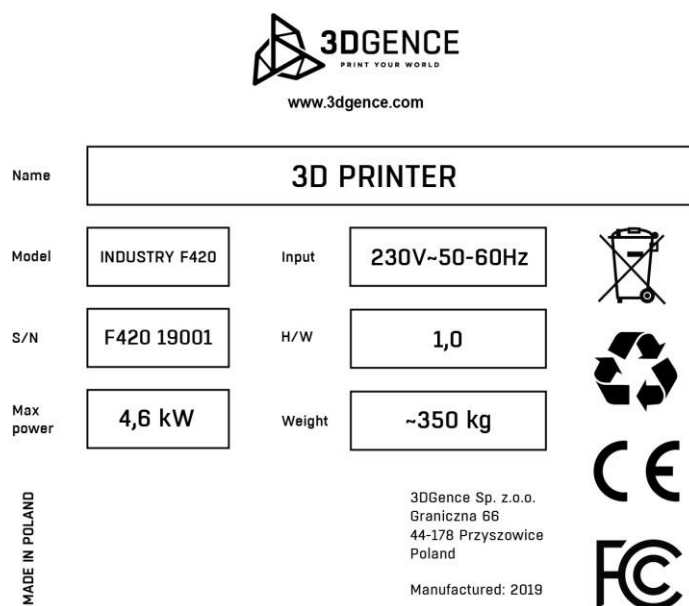 3DGENCE
PRINT YOUR WORLD
www.3dgence.com
Name
3D PRINTER
Model
INDUSTRY F420
Input
230V~50-60Hz
S/N
F420 19001
H/W
1,0
Max
power
4,6 kW
Weight
~350 kg
MADE IN POLAND
3DGence Sp. z.o.o.
Graniczna 66
44-178 Przyszowice
Poland
Manufactured: 2019
CE
FC